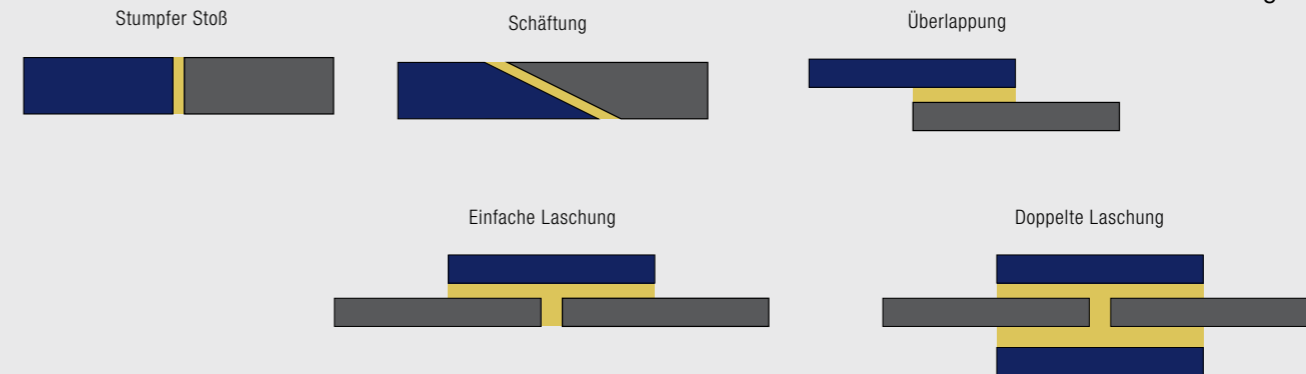 Stumpfer Stoß
Schäftung
Überlappung
Einfache Laschung
Doppelte Laschung